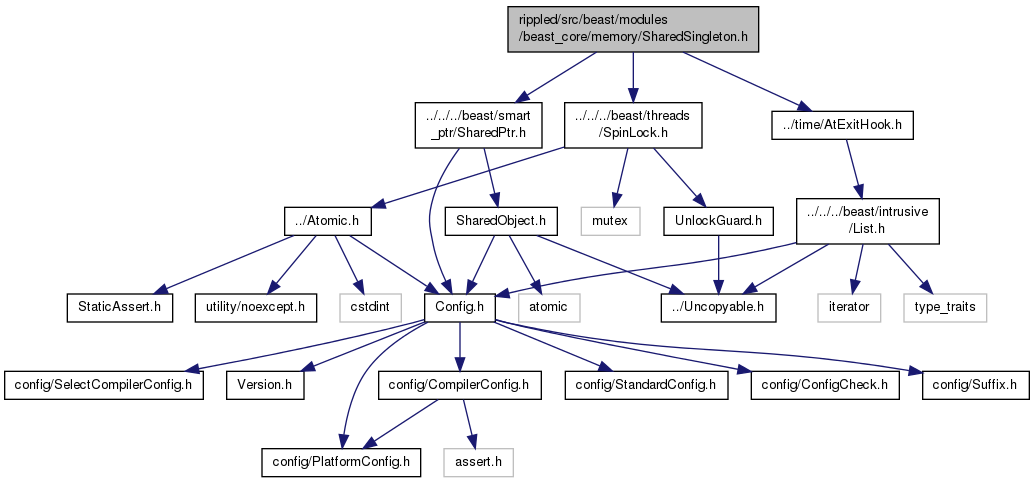 rippled/src/beast/modules
/beast_core/memory/SharedSingleton.h
../../../beast/smart
_ptr/SharedPtr.h
../../../beast/threads
/SpinLock.h
../time/AtExitHook.h
../Atomic.h
SharedObject.h
mutex
UnlockGuard.h
../../../beast/intrusive
/List.h
StaticAssert.h
utility/noexcept.h
cstdint
Config.h
atomic
../Uncopyable.h
iterator
type_traits
config/SelectCompilerConfig.h
Version.h
config/CompilerConfig.h
config/StandardConfig.h
config/ConfigCheck.h
config/Suffix.h
config/PlatformConfig.h
assert.h